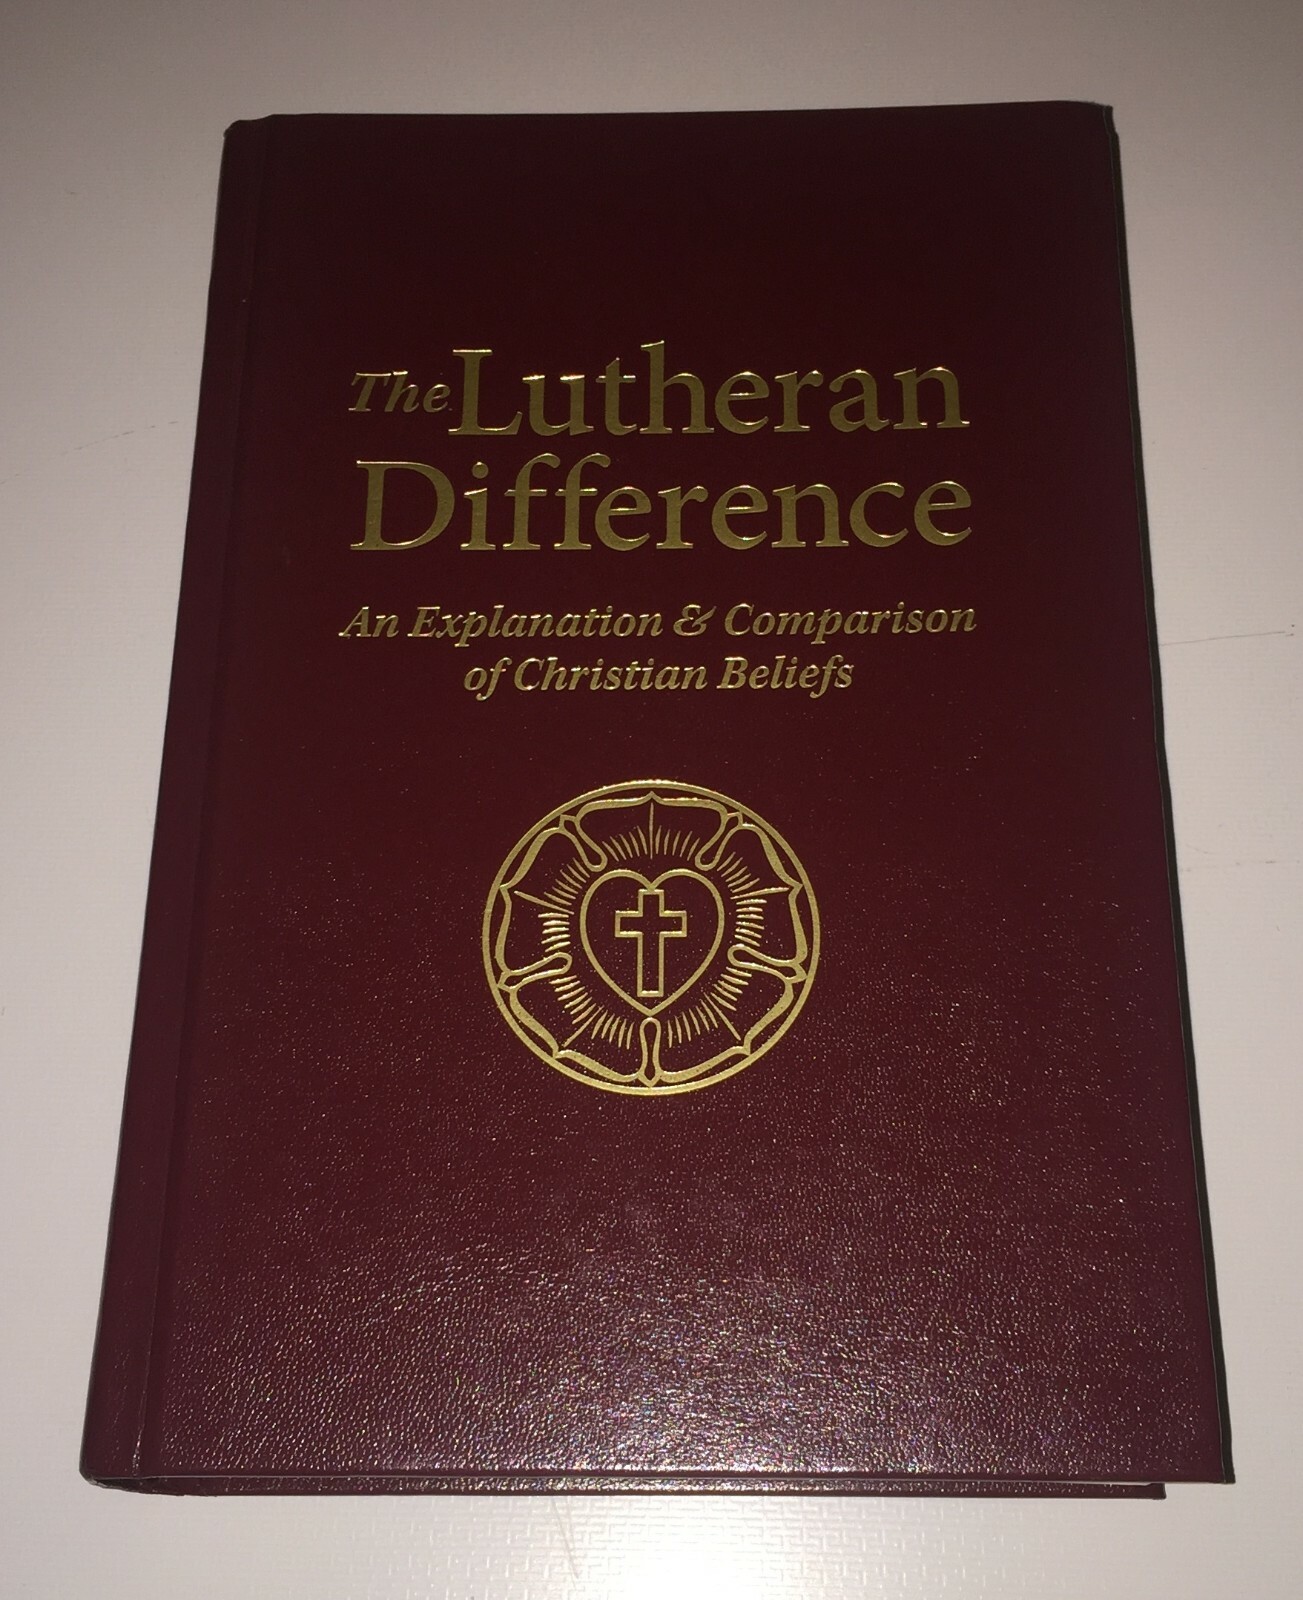 The Lutheran
Difference
An Explanation & Comparison
of Christian Beliefs